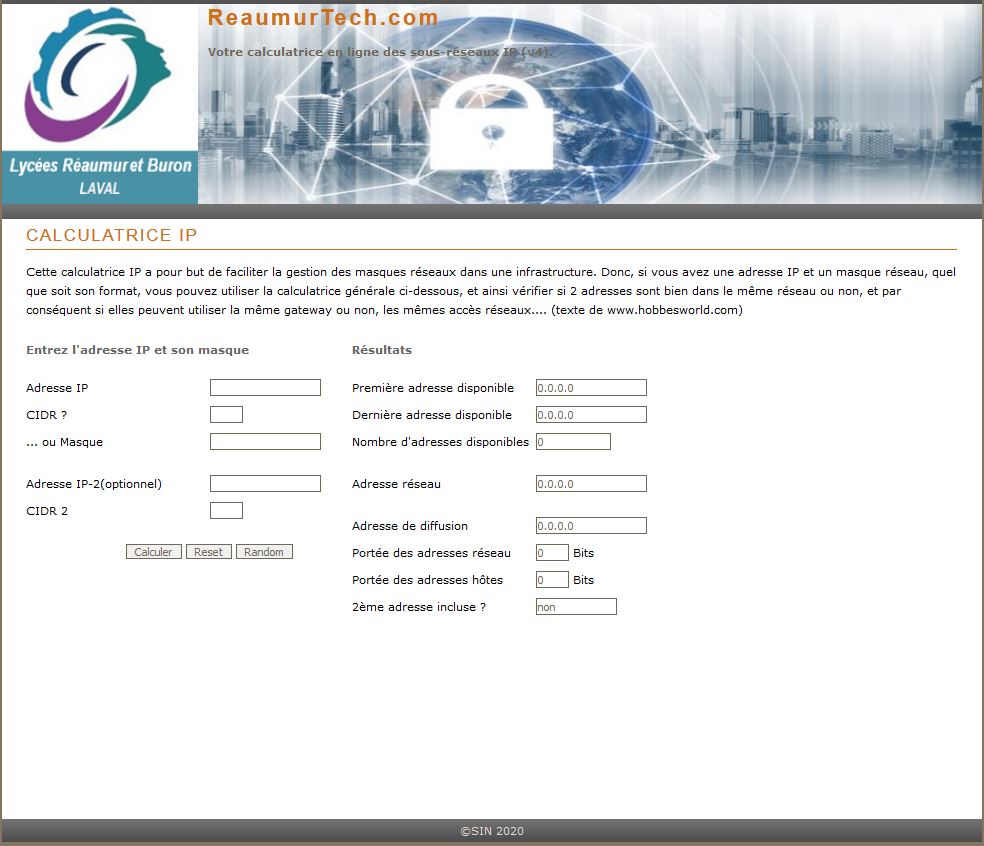 ReaumurTech.com
Votre calculatrice en ligne des sous-réseaux IP (v4).
Lycées Réaumur et Buron
LAVAL
CALCULATRICE IP
Cette calculatrice IP a pour but de faciliter la gestion des masques réseaux dans une infrastructure. Donc, si vous avez une adresse IP et un masque réseau, quel
que soit son format, vous pouvez utiliser la calculatrice générale ci-dessous, et ainsi vérifier si 2 adresses sont bien dans le même réseau ou non, et par
conséquent si elles peuvent utiliser la même gateway ou non, les mêmes accès réseaux.... (texte de www.hobbesworld.com)
Entrez l'adresse IP et son masque
Adresse IP
CIDR ?
... ou Masque
Adresse IP-2(optionnel)
CIDR 2
Calculer Reset Random
Résultats
Première adresse disponible 0.0.0.0
Dernière adresse disponible 0.0.0.0
Nombre d'adresses disponibles 0
Adresse réseau 0.0.0.0
Adresse de diffusion 0.0.0.0
Portée des adresses réseau 0 Bits
Portée des adresses hôtes 0 Bits
2ème adresse incluse ? non
©SIN 2020